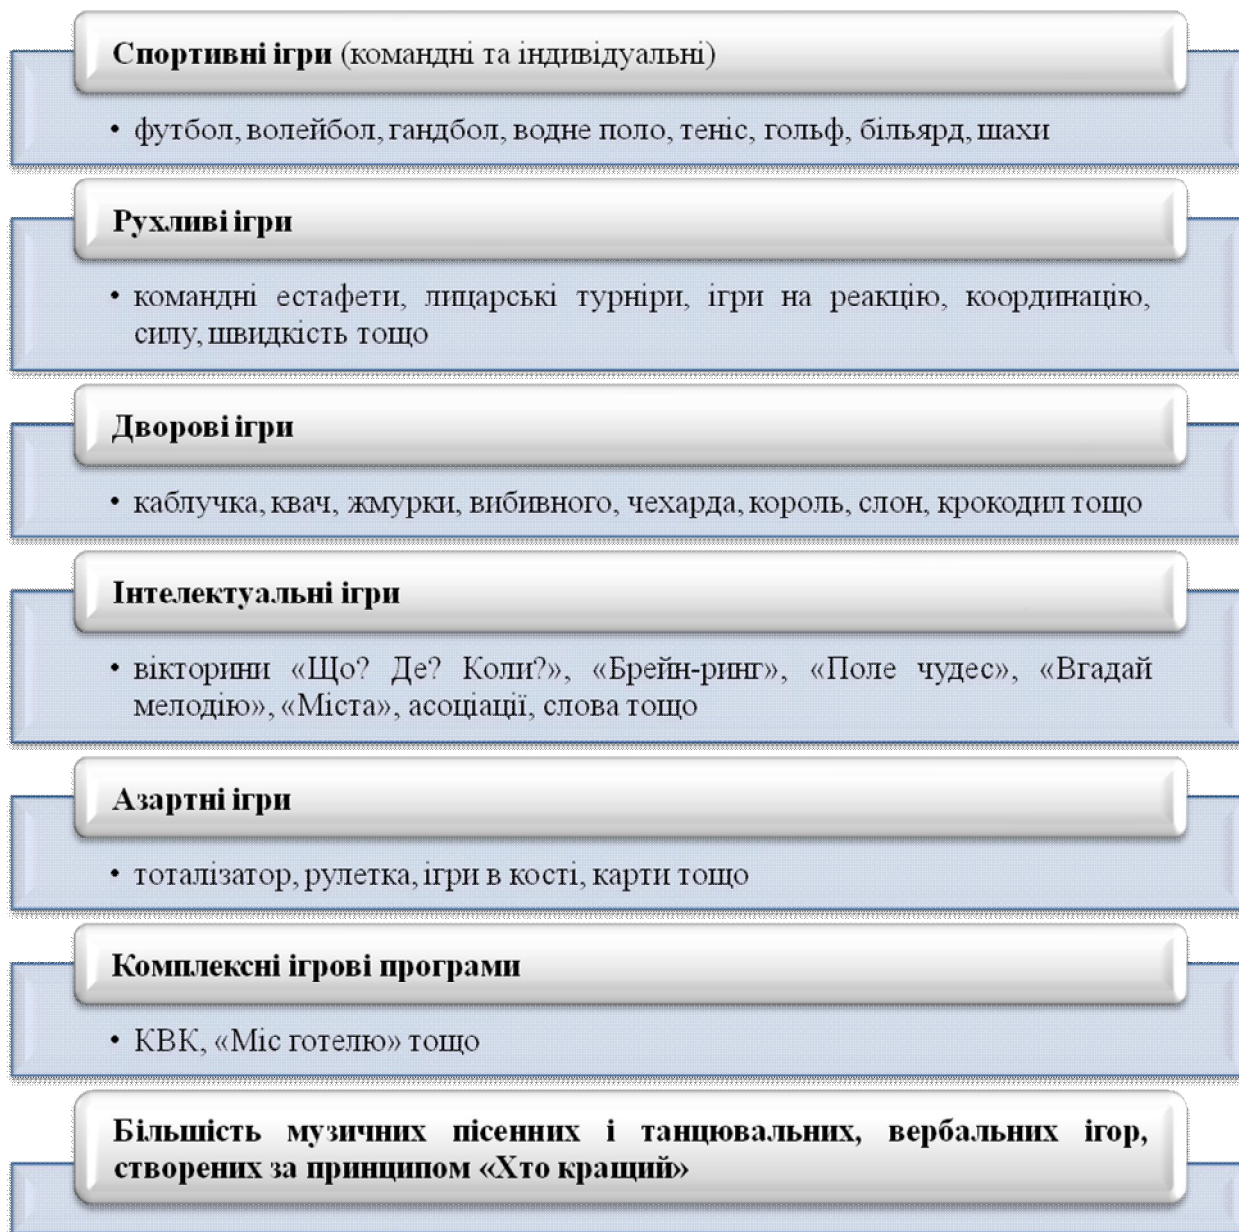 Спортивні ігри (командні та індивідуальні)
• футбол, волейбол, гандбол, водне поло, теніс, гольф, більярд, шахи
Рухливі ігри
• командні естафети, лицарські турніри, ігри на реакцію, координацію,
силу, швидкість тощо
Дворові ігри
• каблучка, квач, жмурки, вибивного, чехарда, король, слон, крокодил тощо
Інтелектуальні ігри
• вікторини «Що? Де? Коли?», «Брейн-ринг», «Поле чудес», «Вгадай
мелодію», «Міста», асоціації, слова тощо
Азартні ігри
• тоталізатор, рулетка, ігри в кості, карти тощо
Комплексні ігрові програми
• КВК, «Міс готелю» тощо
Більшість музичних пісенних і танцювальних, вербальних ігор,
створених за принципом «Хто кращий»